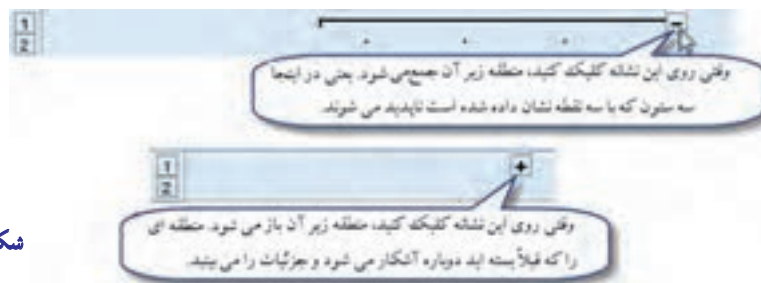 1
2
-
وقتی روی این نشانه کلیک کنید، منطقه زیر آن جمع می شود. یعنی در اینجا
سه ستون که با سه نقطه نشان داده شده است ناپدید می شوند.
1
2
+
وقتی روی این نشانه کلیک کنید، منطقه زیر آن باز می شود. منطقه ای
را که قبلاً بسته اید دوباره آشکار می شود و جزئیات را می بینید.
شک